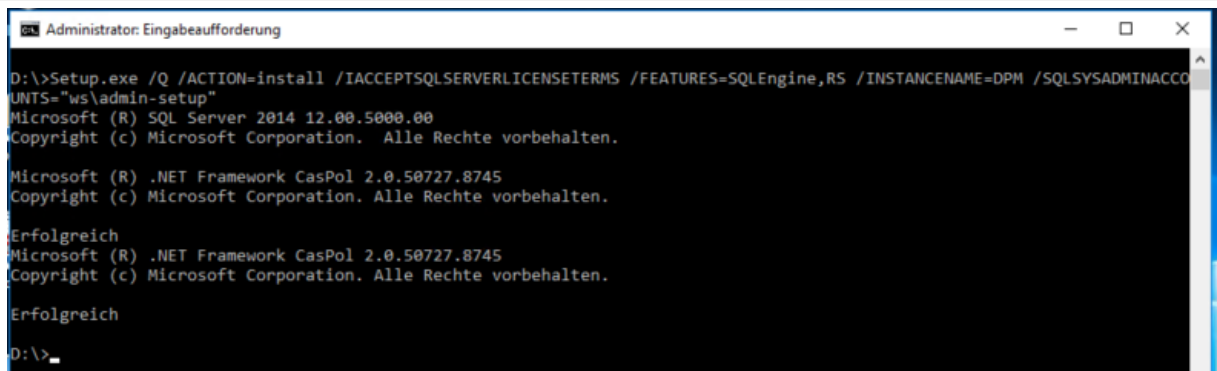 Administrator: Eingabeaufforderung
D:\>Setup.exe /Q /ACTION=install /IACCEPTSQLSERVERLICENSETERMS /FEATURES=SQLEngine,RS /INSTANCENAME=DPM /SQLSYSADMINACCO
UNTS="ws\admin-setup"
Microsoft (R) SQL Server 2014 12.00.5000.00
Copyright (c) Microsoft Corporation.  Alle Rechte vorbehalten.
Microsoft (R) .NET Framework CasPol 2.0.50727.8745
Copyright (c) Microsoft Corporation. Alle Rechte vorbehalten.
Erfolgreich
Microsoft (R) .NET Framework CasPol 2.0.50727.8745
Copyright (c) Microsoft Corporation. Alle Rechte vorbehalten.
Erfolgreich
D:\>